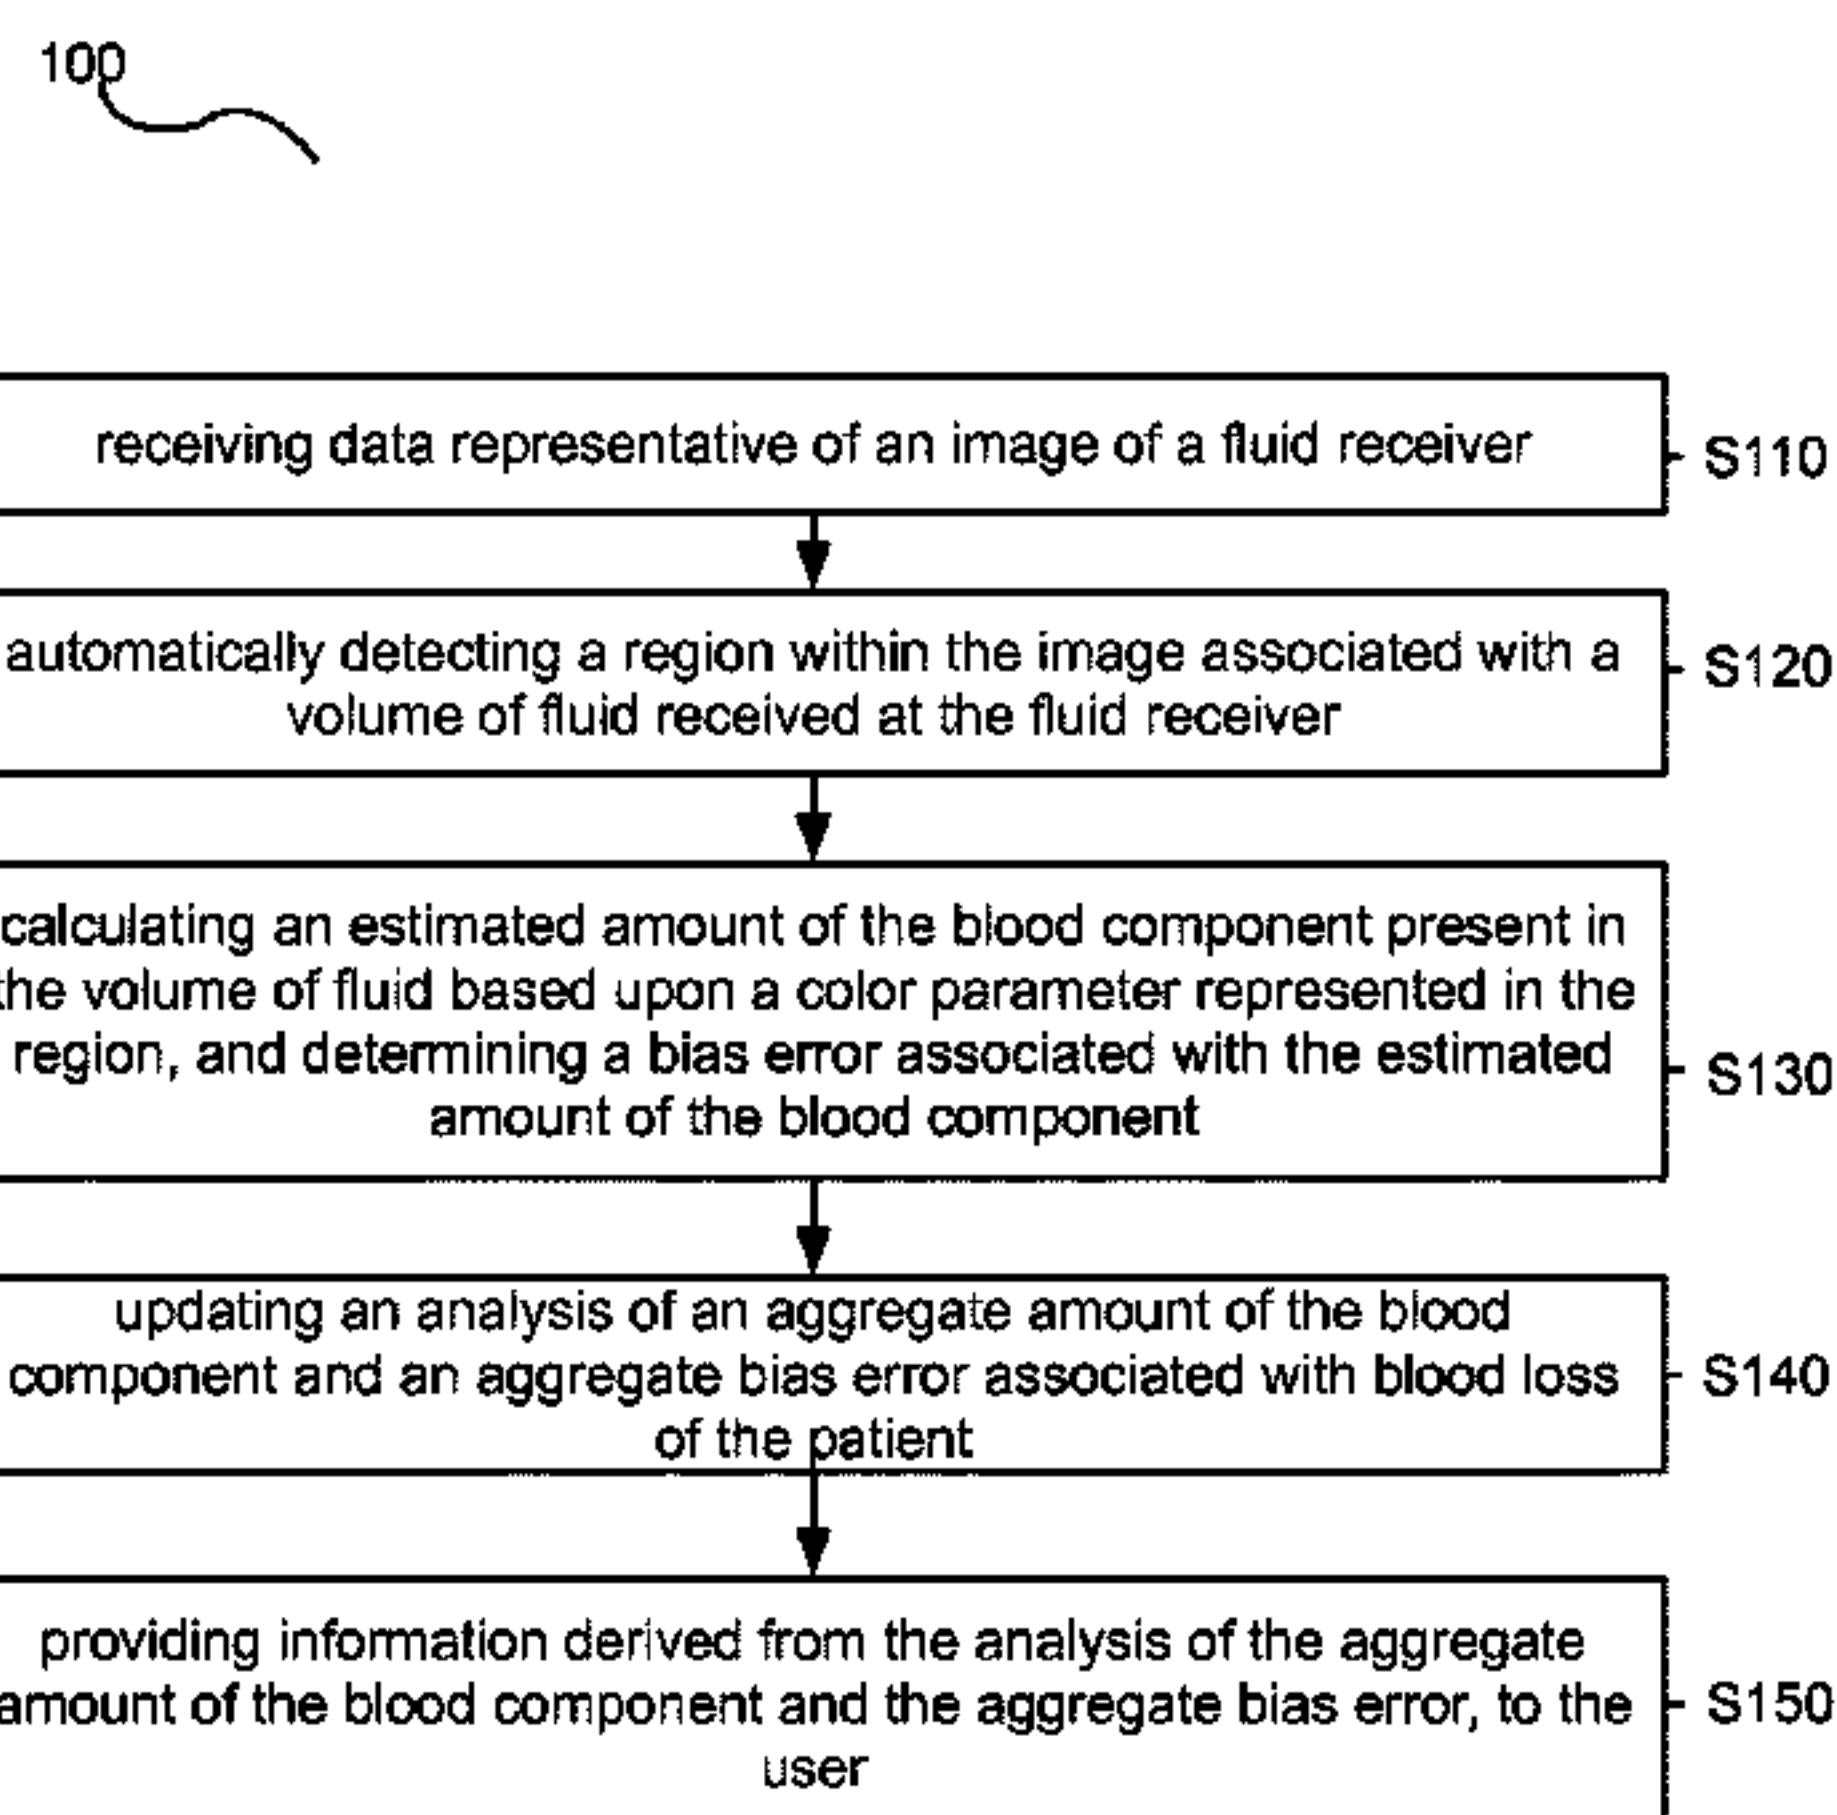 100
receiving data representative of an image of a fluid receiver
S110
automatically detecting a region within the image associated with a
volume of fluid received at the fluid receiver
S120
calculating an estimated amount of the blood component present in
the volume of fluid based upon a color parameter represented in the
region, and determining a bias error associated with the estimated
amount of the blood component
S130
updating an analysis of an aggregate amount of the blood
component and an aggregate bias error associated with blood loss
of the patient
S140
providing information derived from the analysis of the aggregate
amount of the blood component and the aggregate bias error, to the
user
S150